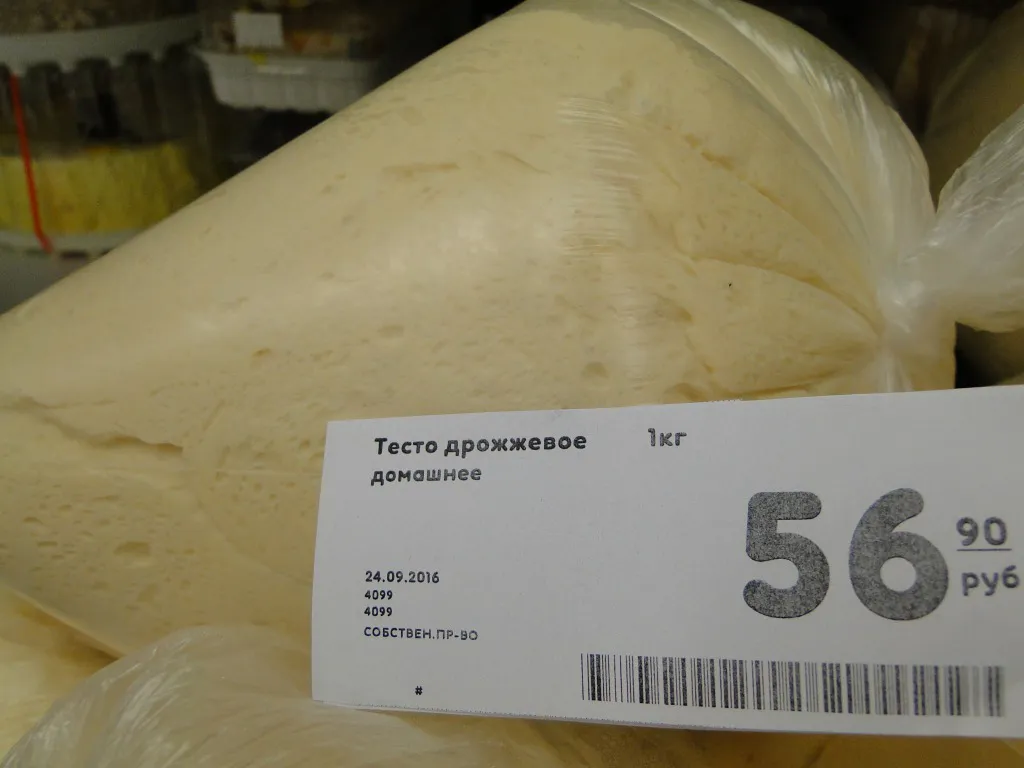 Тесто дрожжевое 1кг
домашнее
56 90
руб
24.09.2016
4099
4099
СОБСТВЕН.ПР-ВО
#